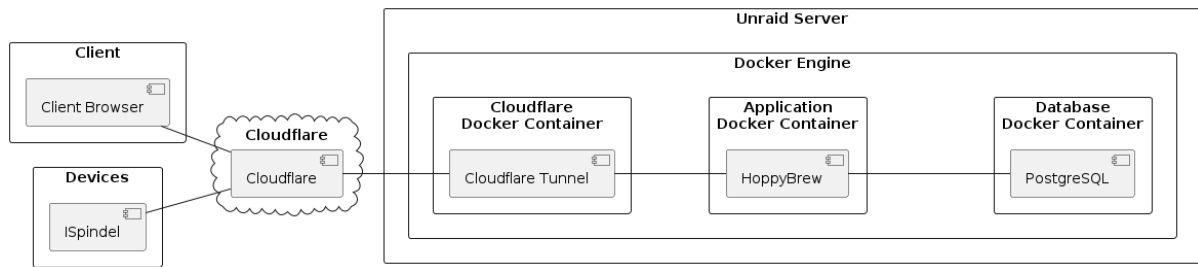 Unraid Server
Client
Client Browser
Docker Engine
Cloudflare
Docker Container
Cloudflare Tunnel
Application
Docker Container
HoppyBrew
Database
Docker Container
PostgreSQL
Cloudflare
Cloudflare
Devices
ISpindel